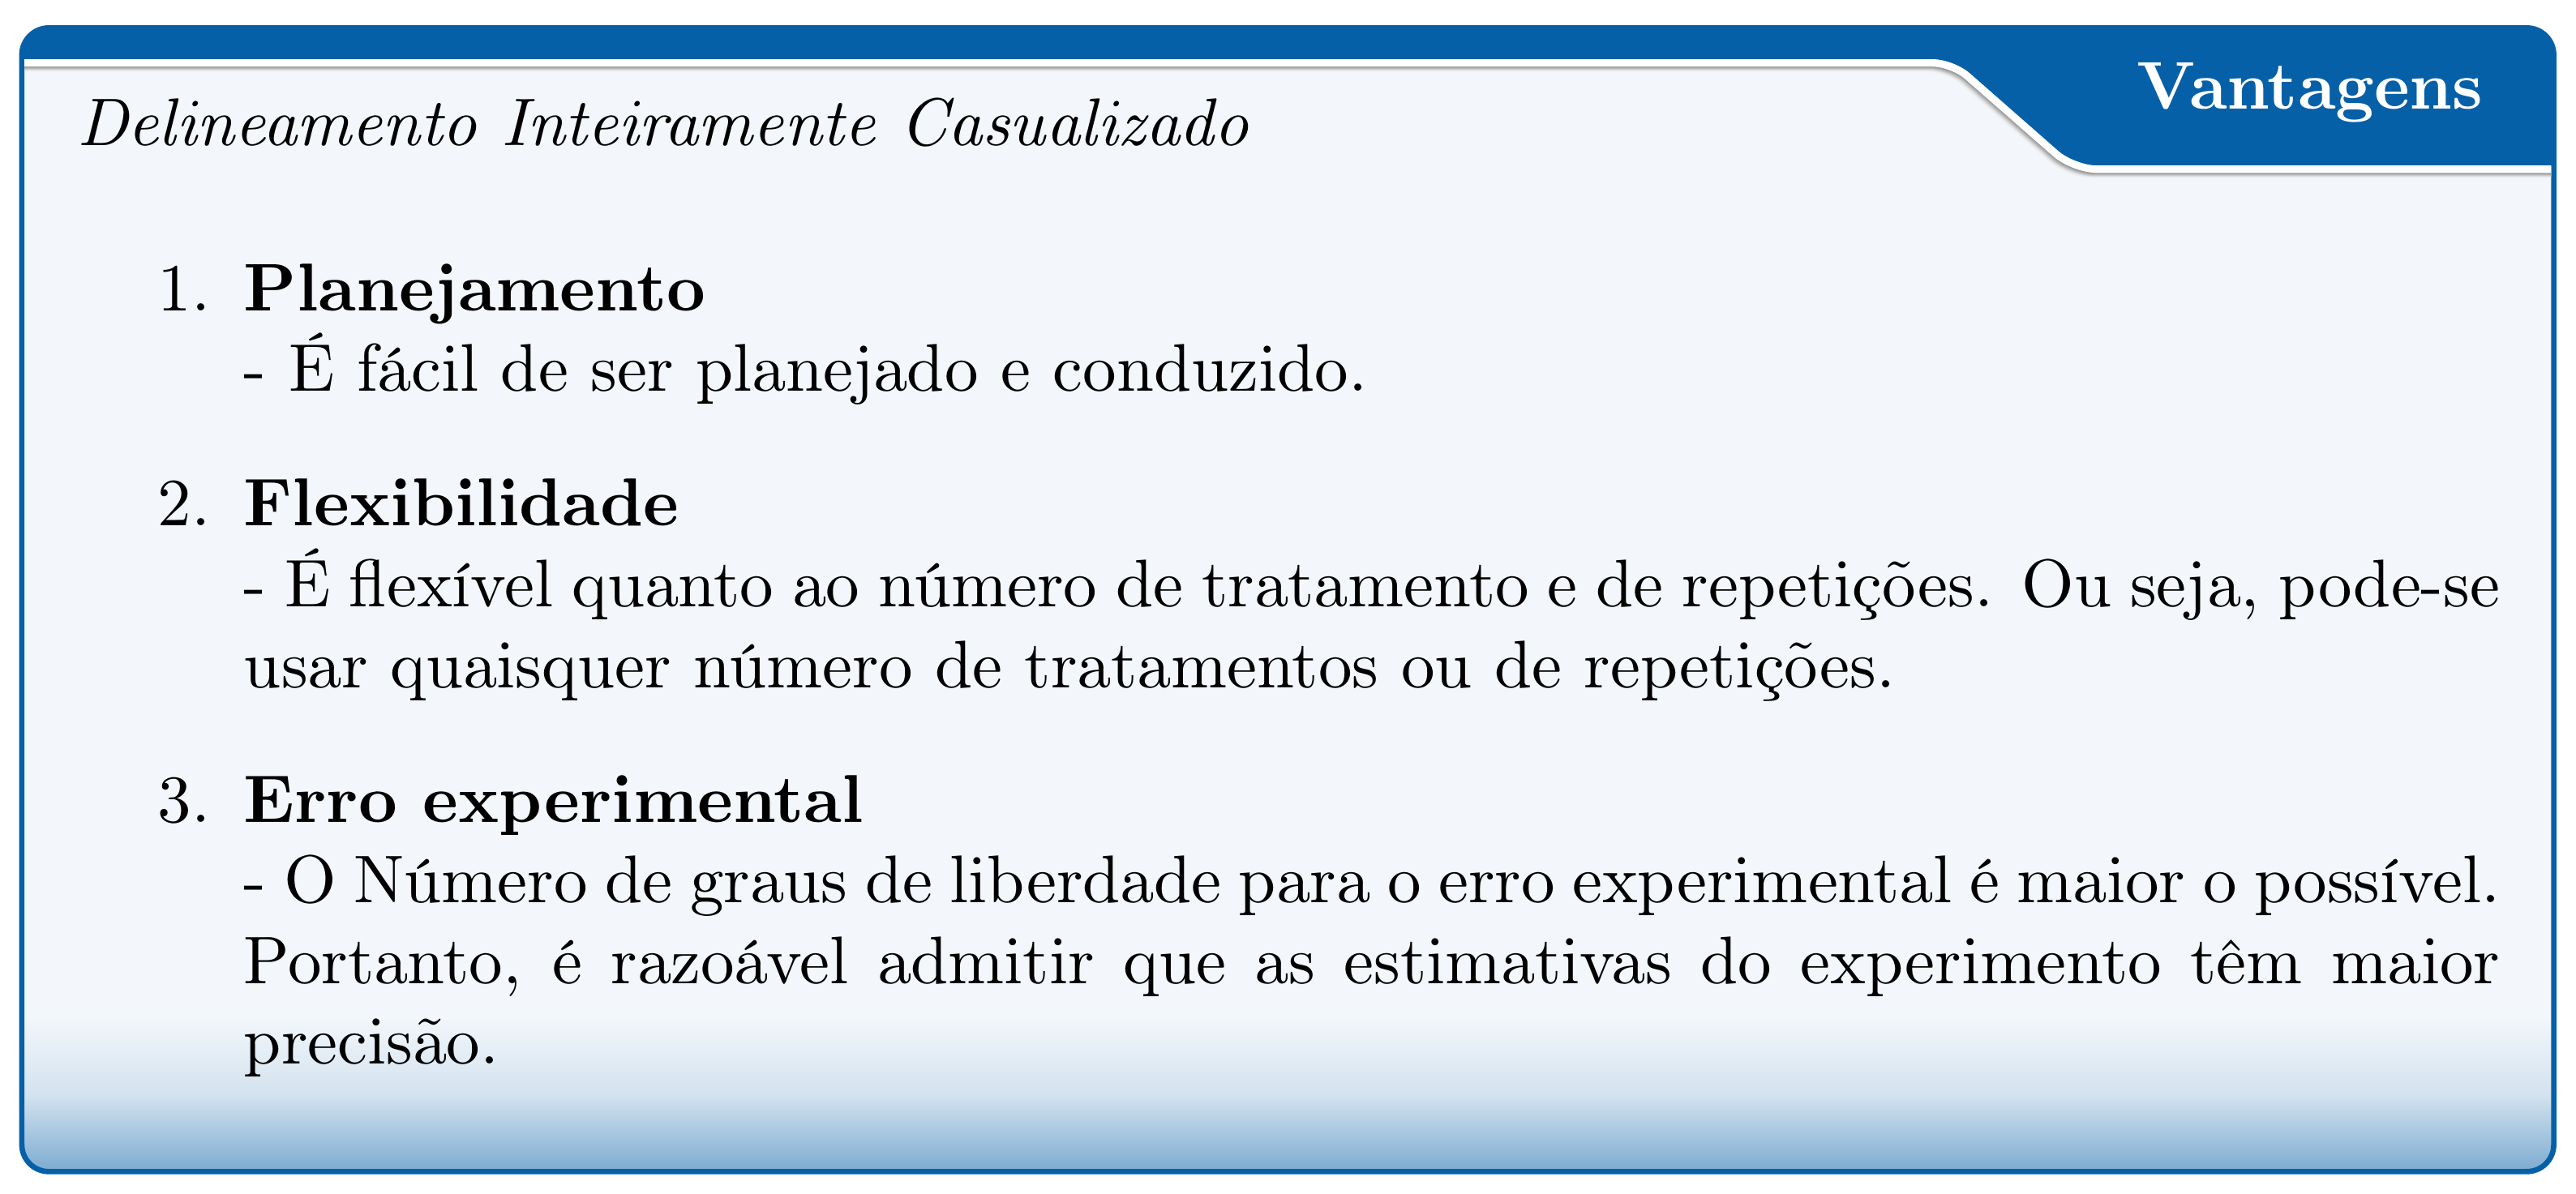 Vantagens
Delineamento Inteiramente Casualizado
1. Planejamento
- É fácil de ser planejado e conduzido.
2. Flexibilidade
- É flexível quanto ao número de tratamento e de repetições. Ou seja, pode-se
usar quaisquer número de tratamentos ou de repetições.
3. Erro experimental
- O Número de graus de liberdade para o erro experimental é maior o possível.
Portanto, é razoável admitir que as estimativas do experimento têm maior
precisão.